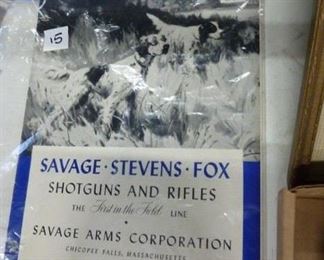 15
SAVAGE · STEVENS · FOX
SHOTGUNS AND RIFLES
THE First in the Field LINE
SAVAGE ARMS CORPORATION
CHICOPEE FALLS, MASSACHUSETTS